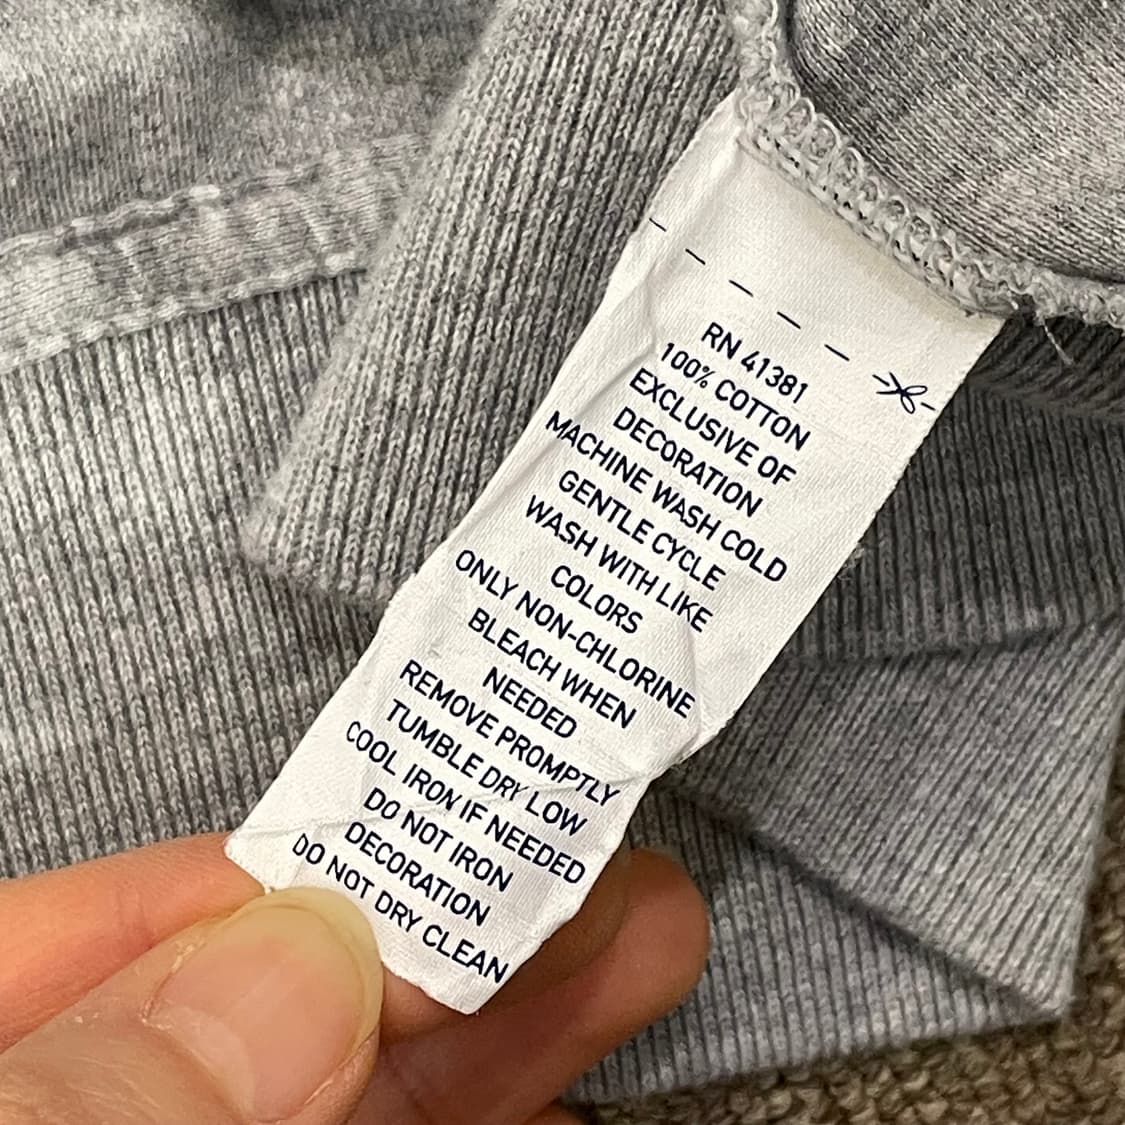 RN 41381
100% COTTON
EXCLUSIVE OF
DECORATION
MACHINE WASH COLD
GENTLE CYCLE
WASH WITH LIKE
COLORS
ONLY NON-CHLORINE
BLEACH WHEN
NEEDED
REMOVE PROMPTLY
TUMBLE DRY LOW
COOL IRON IF NEEDED
DO NOT IRON
DECORATION
DO NOT DRY CLEAN